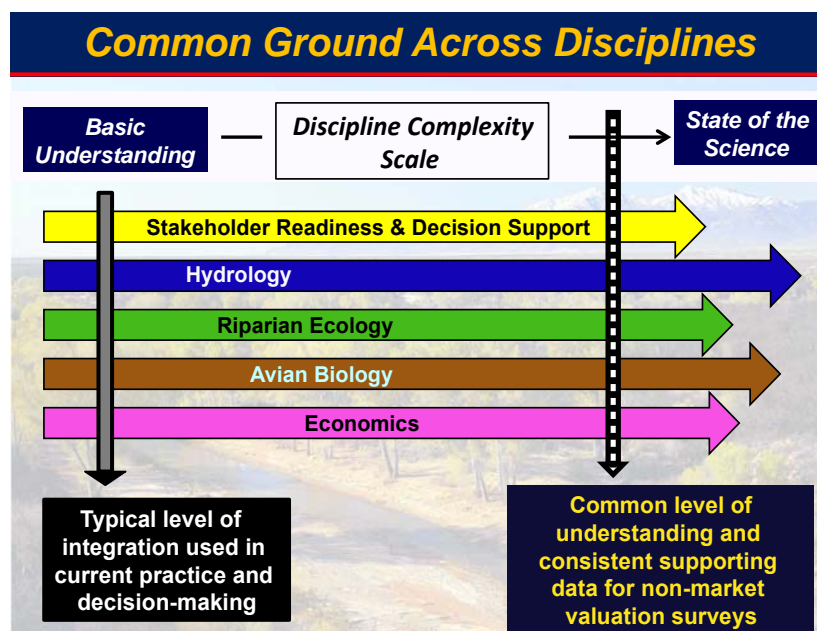 Common Ground Across Disciplines
Basic
Understanding
Discipline Complexity
Scale
State of the
Science
Stakeholder Readiness & Decision Support
Hydrology
Riparian Ecology
Avian Biology
Economics
Typical level of
integration used in
current practice and
decision-making
Common level of
understanding and
consistent supporting
data for non-market
valuation surveys